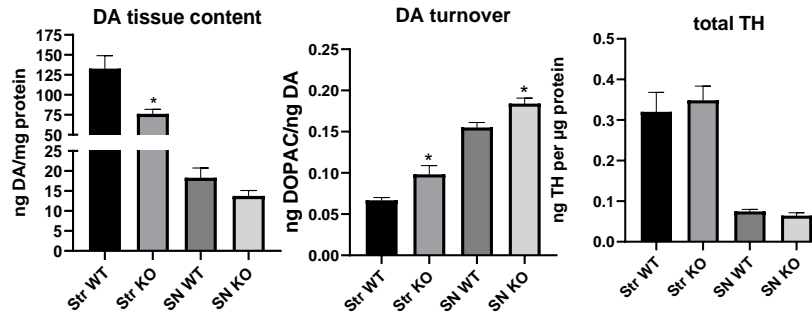 DA tissue content
ng DA/mg protein
150
125
100
75
50
25
20
15
10
5
0
*
Str WT
Str KO
SN WT
SN KO
DA turnover
ng DOPAC/ng DA
0.25
0.20
0.15
0.10
0.05
0.00
*
*
Str WT
Str KO
SN WT
SN KO
total TH
ng TH per µg protein
0.5
0.4
0.3
0.2
0.1
0.0
Str WT
Str KO
SN WT
SN KO